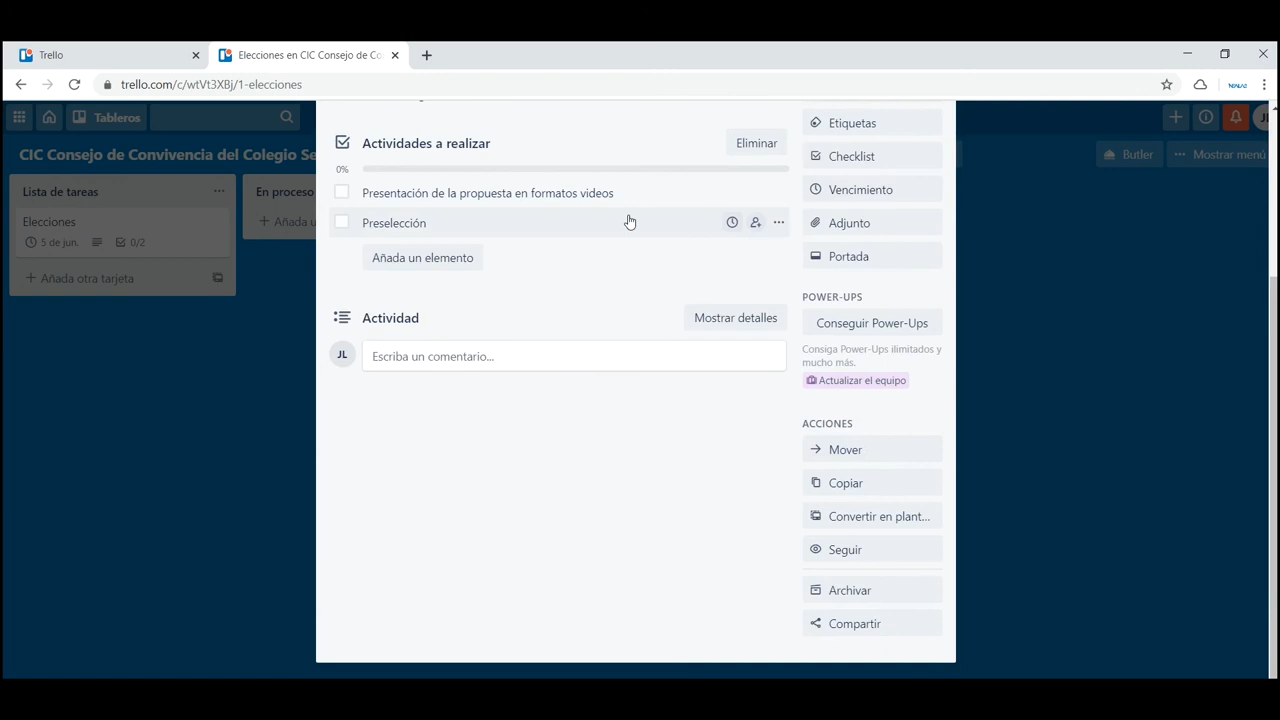 Trello
Elecciones en CIC Consejo de Co
trello.com/c/wtVt3XBj/1-elecciones
Tableros
CIC Consejo de Convivencia del Colegio Se
Butler
Mostrar menú
Lista de tareas
Elecciones
5 de jun.
0/2
Añada otra tarjeta
En proceso
Añada u
Actividades a realizar
Eliminar
0%
Presentación de la propuesta en formatos videos
Preselección
Añada un elemento
Actividad
Mostrar detalles
JL
Escriba un comentario...
Etiquetas
Checklist
Vencimiento
Adjunto
Portada
POWER-UPS
Conseguir Power-Ups
Consiga Power-Ups ilimitados y
mucho más.
Actualizar el equipo
ACCIONES
Mover
Copiar
Convertir en plant...
Seguir
Archivar
Compartir